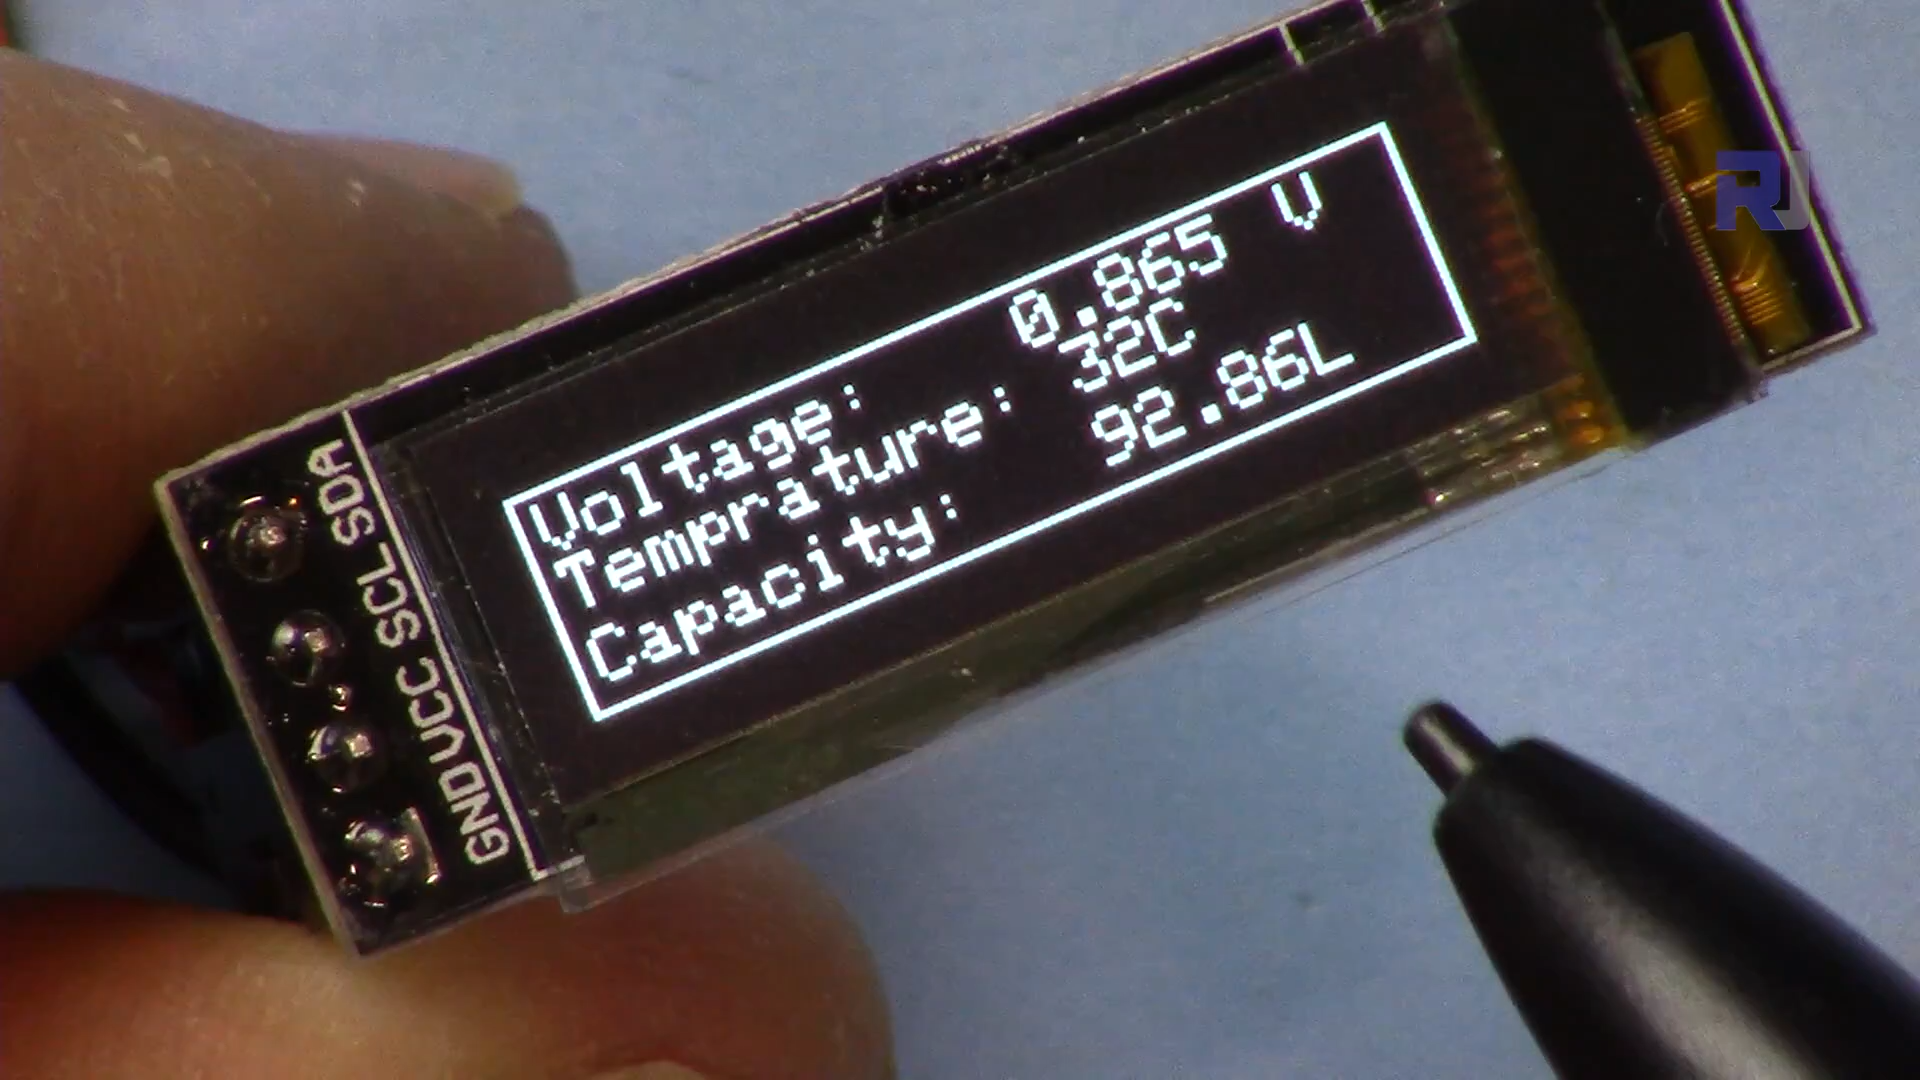 Voltage: 0.865 V
Temprature: 32C
Capacity: 92.86L
GND VCC SCL SDA
RJ